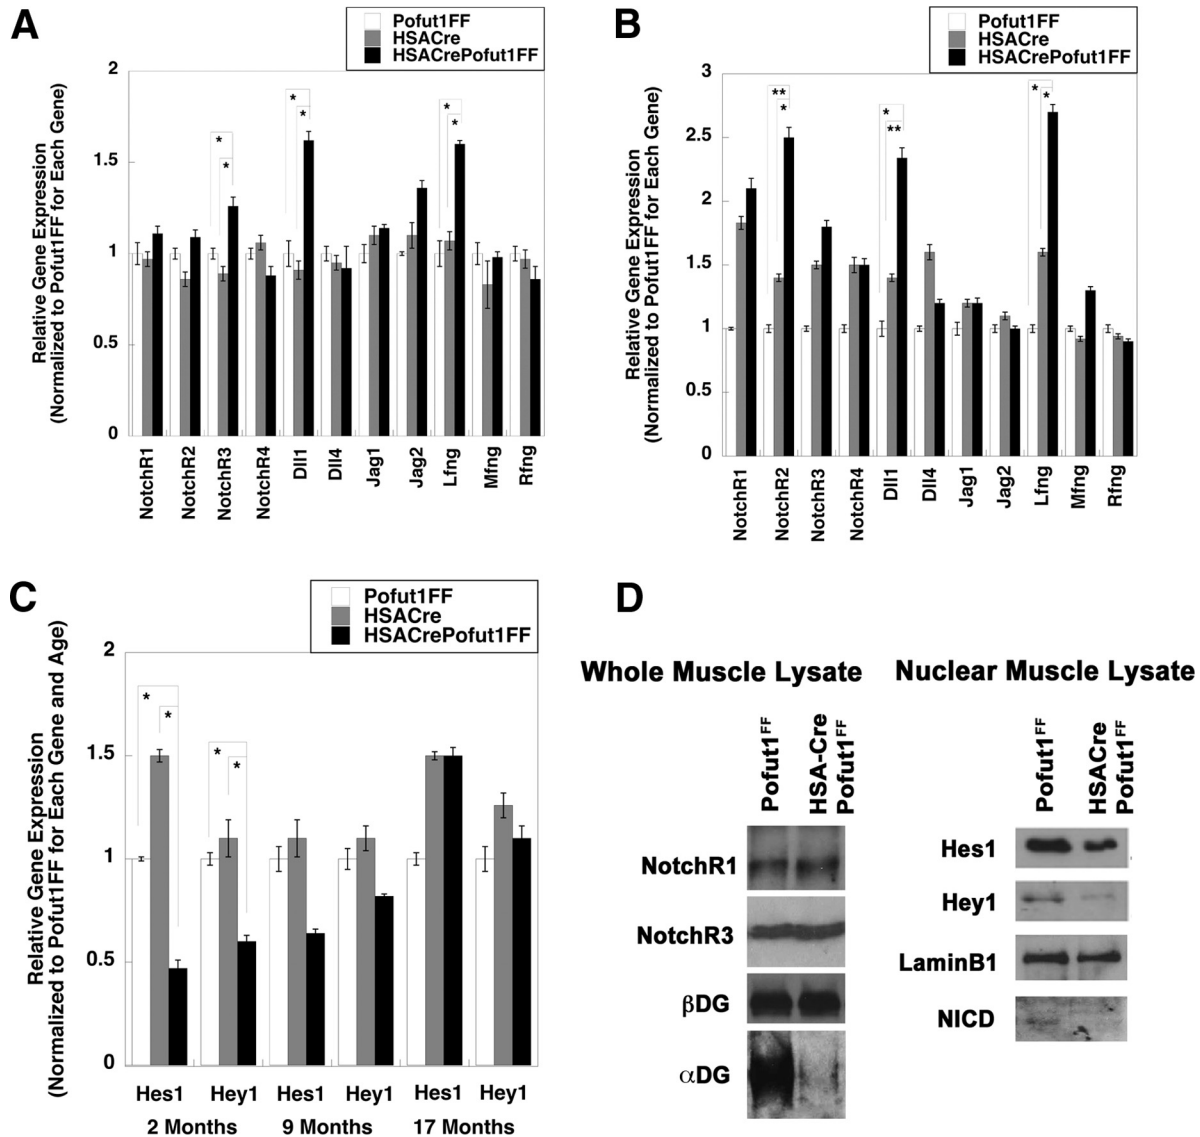 A
Pofut1FF
HSACre
HSACrePofut1FF
Relative Gene Expression
(Normalized to Pofut1FF for Each Gene)
2
1.5
1
0.5
0
* * * * * *
NotchR1 NotchR2 NotchR3 NotchR4 Dll1 Dll4 Jag1 Jag2 Lfng Mfng Rfng
B
Pofut1FF
HSACre
HSACrePofut1FF
Relative Gene Expression
(Normalized to Pofut1FF for Each Gene)
3
2.5
2
1.5
1
0.5
0
** * * ** * *
NotchR1 NotchR2 NotchR3 NotchR4 Dll1 Dll4 Jag1 Jag2 Lfng Mfng Rfng
C
Pofut1FF
HSACre
HSACrePofut1FF
Relative Gene Expression
(Normalized to Pofut1FF for Each Gene and Age)
2
1.5
1
0.5
0
* * * *
Hes1 Hey1 Hes1 Hey1 Hes1 Hey1
2 Months 9 Months 17 Months
D
Whole Muscle Lysate
Pofut1FF
HSA-Cre
Pofut1FF
NotchR1
NotchR3
βDG
αDG
Nuclear Muscle Lysate
Pofut1FF
HSACre
Pofut1FF
Hes1
Hey1
LaminB1
NICD